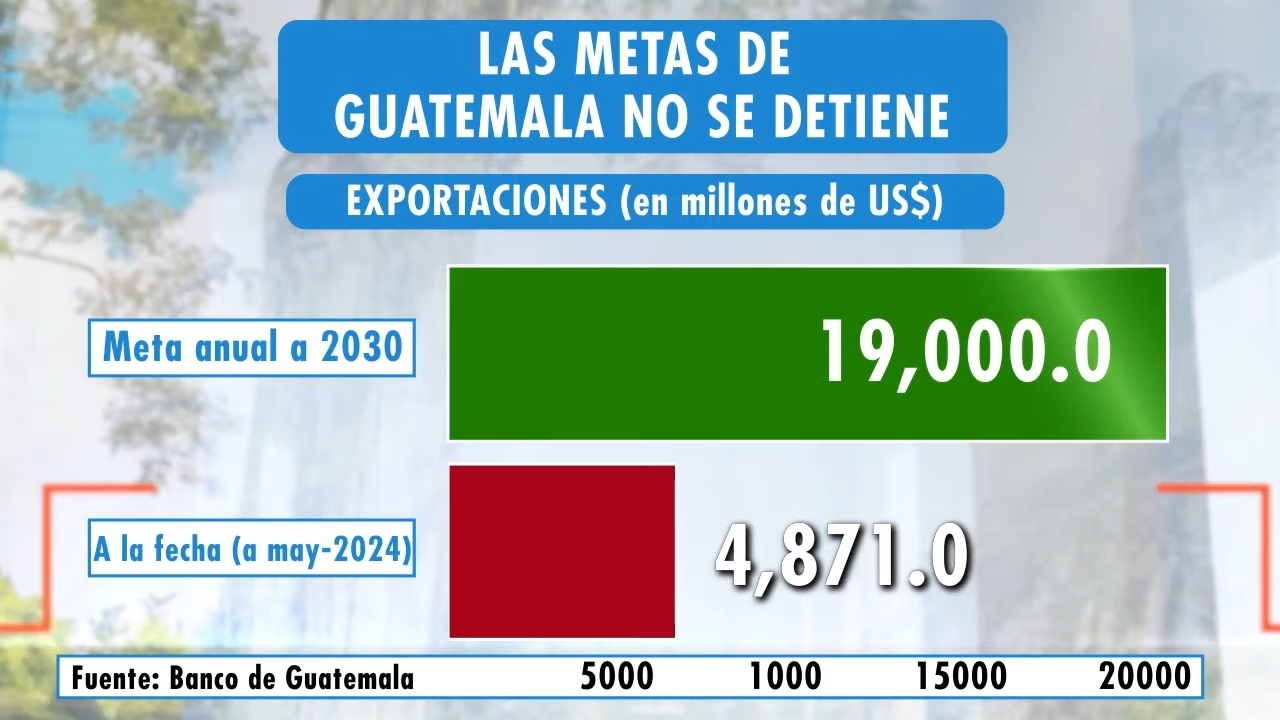 LAS METAS DE
GUATEMALA NO SE DETIENE
EXPORTACIONES (en millones de US$)
Meta anual a 2030
19,000.0
A la fecha (a may-2024)
4,871.0
Fuente: Banco de Guatemala 5000 1000 15000 20000